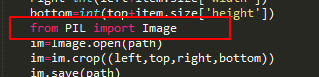 bottom=int(top+item.size['height'])
from PIL import Image
im=Image.open(path)
im=im.crop((left,top,right,bottom))
im.save(path)